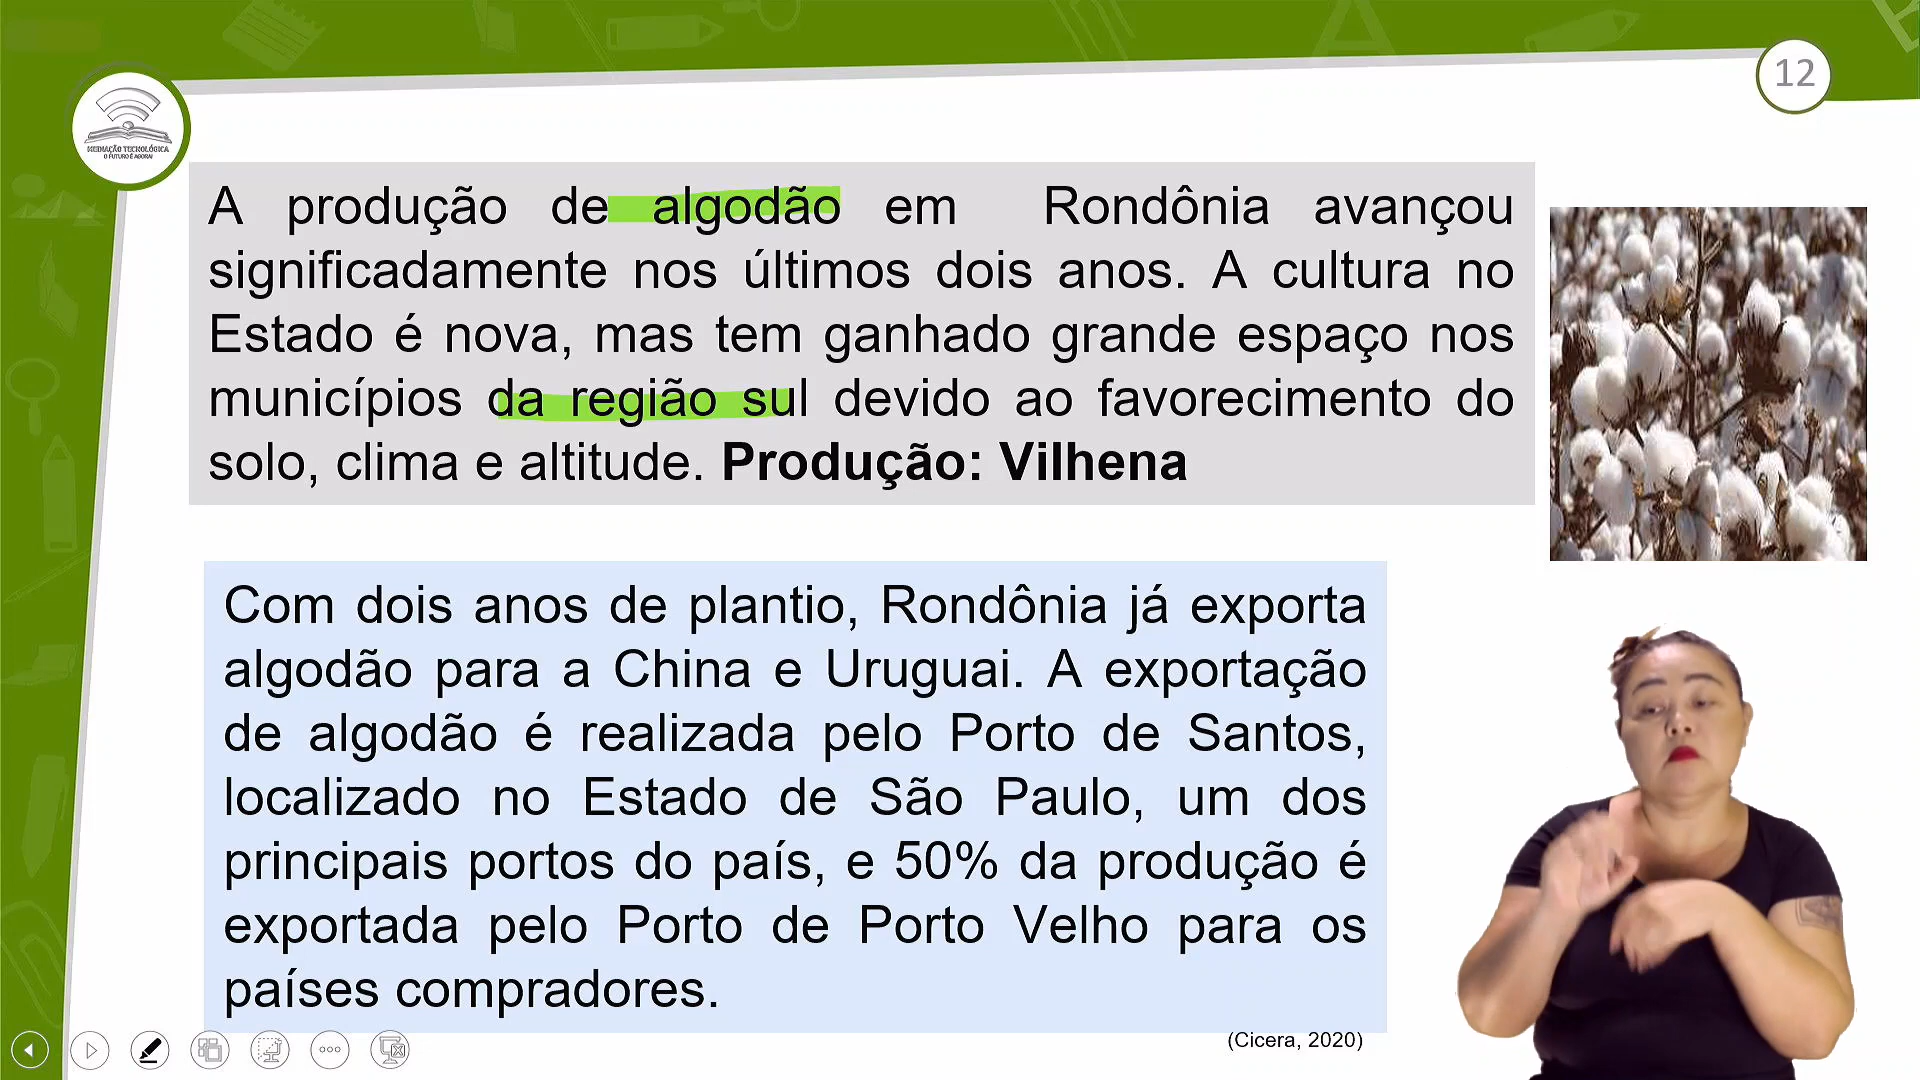 12
MEDIAÇÃO TECNOLÓGICA
O FUTURO É AGORA!
A produção de algodão em Rondônia avançou
significadamente nos últimos dois anos. A cultura no
Estado é nova, mas tem ganhado grande espaço nos
municípios da região sul devido ao favorecimento do
solo, clima e altitude. Produção: Vilhena
Com dois anos de plantio, Rondônia já exporta
algodão para a China e Uruguai. A exportação
de algodão é realizada pelo Porto de Santos,
localizado no Estado de São Paulo, um dos
principais portos do país, e 50% da produção é
exportada pelo Porto de Porto Velho para os
países compradores.
(Cicera, 2020)